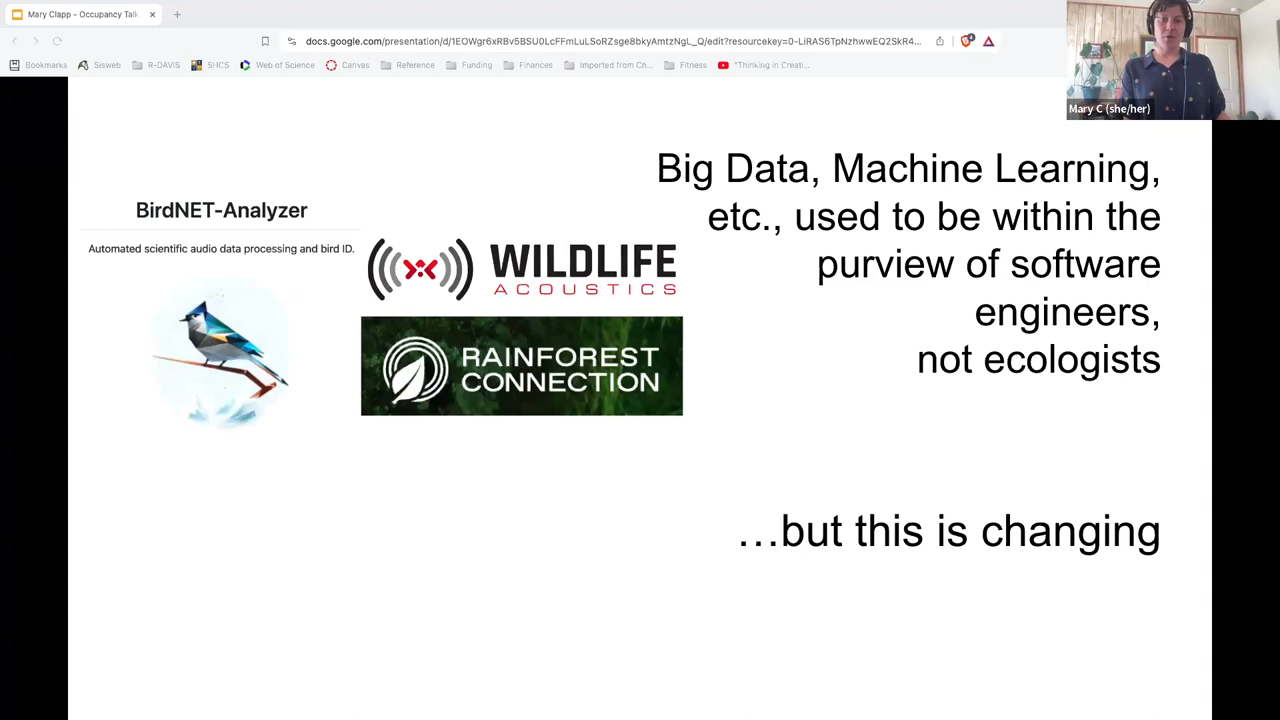 Mary Clapp – Occupancy Talk
docs.google.com/presentation/d/1EOWgr6xRBv5BSU0LcFFmLuLSoRZsge8bkyAmtzNgL_Q/edit?resourcekey=0-LiRAS6TpNzhwwEQ2SkR4...
Bookmarks Sisweb R-DAVIS SHCS Web of Science Canvas Reference Funding Finances Imported from Ch... Fitness "Thinking in Creati...
Mary C (she/her)
BirdNET-Analyzer
Automated scientific audio data processing and bird ID.
WILDLIFE
ACOUSTICS
RAINFOREST
CONNECTION
Big Data, Machine Learning,
etc., used to be within the
purview of software
engineers,
not ecologists
…but this is changing